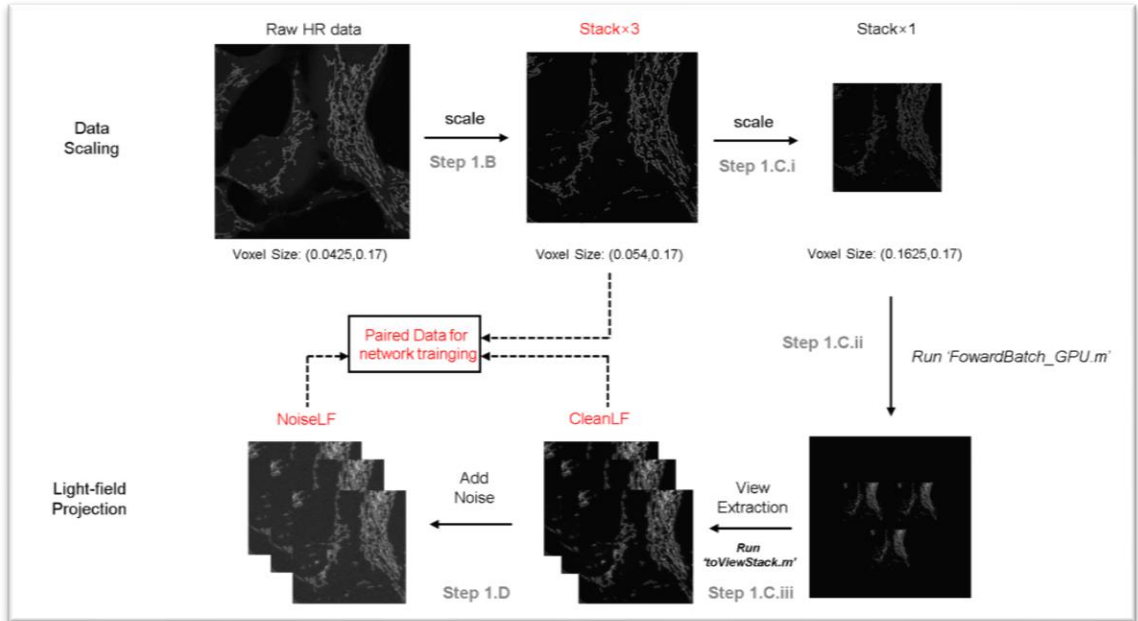 Raw HR data
Stack×3
Stack×1
Data
Scaling
scale
Step 1.B
scale
Step 1.C.i
Voxel Size: (0.0425,0.17)
Voxel Size: (0.054,0.17)
Voxel Size: (0.1625,0.17)
Paired Data for
network trainging
Step 1.C.ii
Run ‘FowardBatch_GPU.m’
NoiseLF
CleanLF
Light-field
Projection
Add
Noise
Step 1.D
View
Extraction
Run
‘toViewStack.m’
Step 1.C.iii